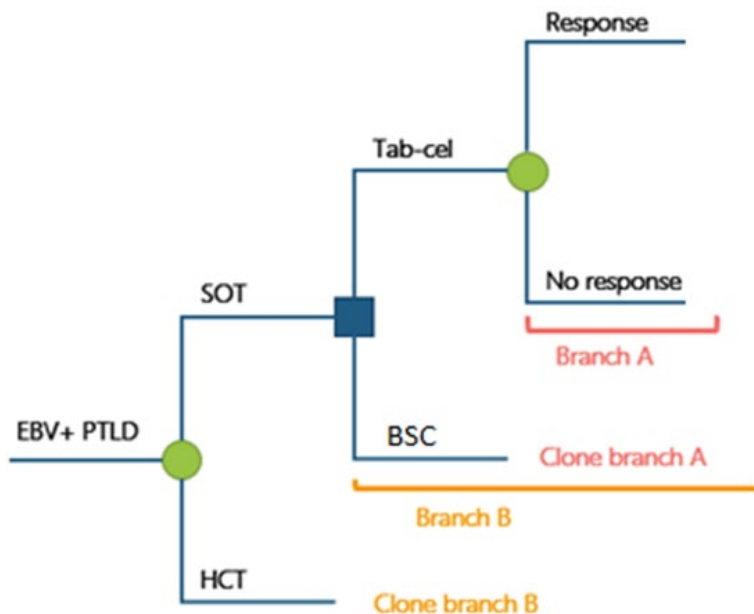 Response
Tab-cel
No response
SOT
Branch A
EBV+ PTLD
BSC
Clone branch A
Branch B
HCT
Clone branch B